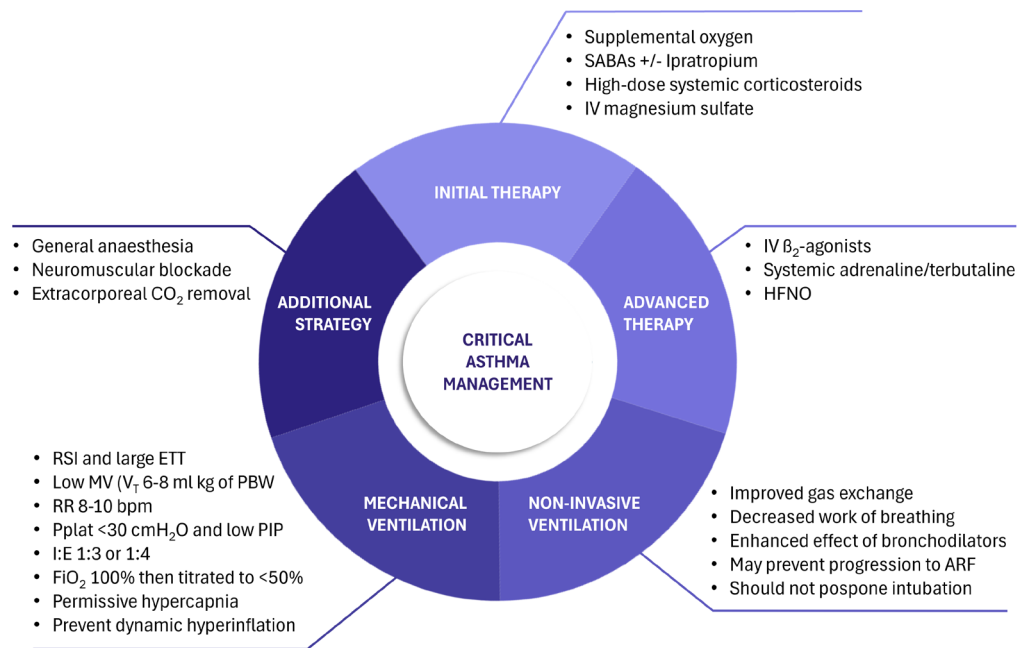 • Supplemental oxygen
• SABAs +/- Ipratropium
• High-dose systemic corticosteroids
• IV magnesium sulfate
INITIAL THERAPY
• IV ß₂-agonists
• Systemic adrenaline/terbutaline
• HFNO
ADVANCED
THERAPY
• Improved gas exchange
• Decreased work of breathing
• Enhanced effect of bronchodilators
• May prevent progression to ARF
• Should not pospone intubation
NON-INVASIVE
VENTILATION
• RSI and large ETT
• Low MV (V_T 6-8 ml kg of PBW
• RR 8-10 bpm
• Pplat <30 cmH₂O and low PIP
• I:E 1:3 or 1:4
• FiO₂ 100% then titrated to <50%
• Permissive hypercapnia
• Prevent dynamic hyperinflation
MECHANICAL
VENTILATION
• General anaesthesia
• Neuromuscular blockade
• Extracorporeal CO₂ removal
ADDITIONAL
STRATEGY
CRITICAL
ASTHMA
MANAGEMENT